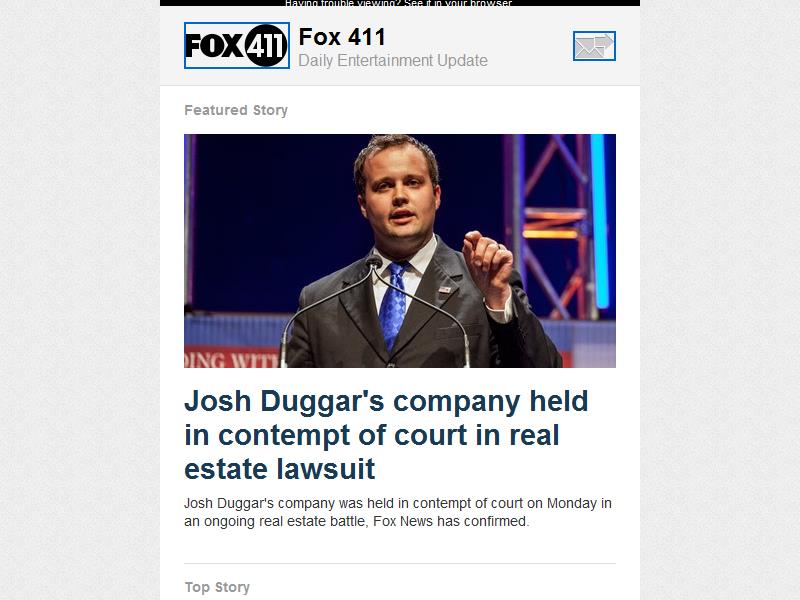 Having trouble viewing? See it in your browser
FOX 411
Fox 411
Daily Entertainment Update
Featured Story
DING WITH
Josh Duggar's company held
in contempt of court in real
estate lawsuit
Josh Duggar's company was held in contempt of court on Monday in
an ongoing real estate battle, Fox News has confirmed.
Top Story